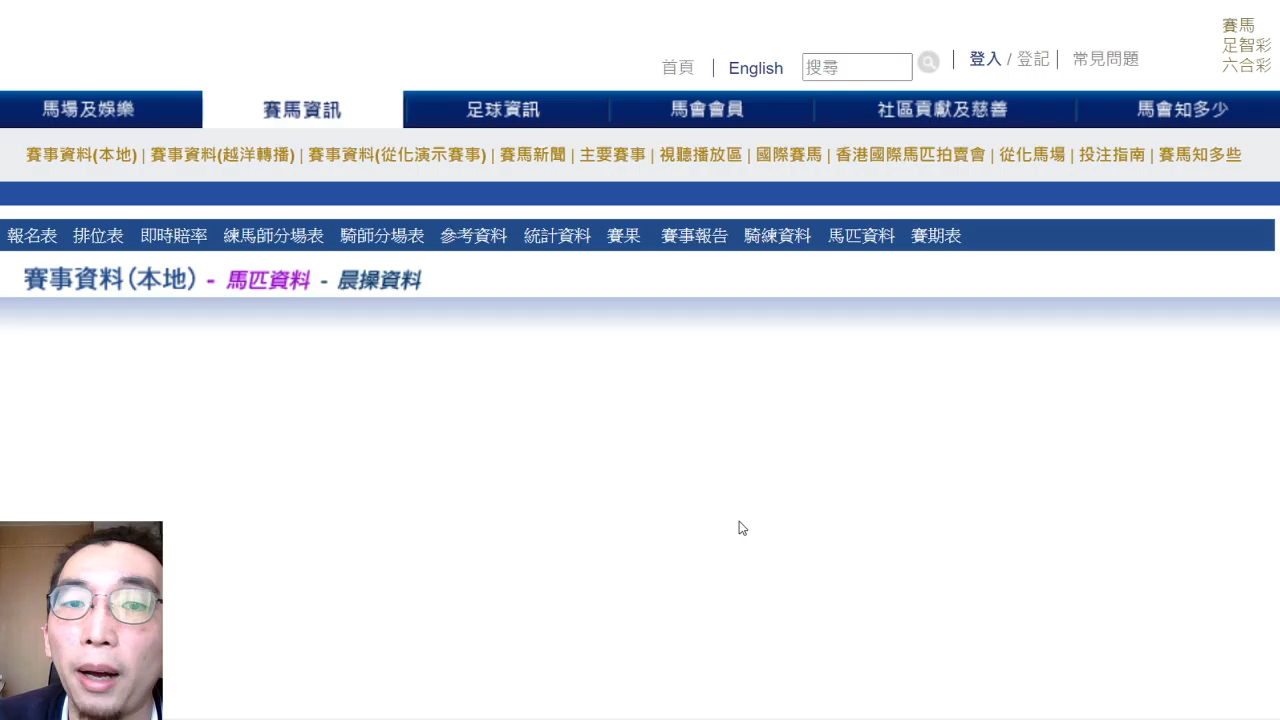 賽馬
足智彩
六合彩
首頁 | English 搜尋 | 登入 / 登記 | 常見問題
馬場及娛樂 賽馬資訊 足球資訊 馬會會員 社區貢獻及慈善 馬會知多少
賽事資料(本地) | 賽事資料(越洋轉播) | 賽事資料(從化演示賽事) | 賽馬新聞 | 主要賽事 | 視聽播放區 | 國際賽馬 | 香港國際馬匹拍賣會 | 從化馬場 | 投注指南 | 賽馬知多些
報名表 排位表 即時賠率 練馬師分場表 騎師分場表 參考資料 統計資料 賽果 賽事報告 騎練資料 馬匹資料 賽期表
賽事資料(本地) - 馬匹資料 - 晨操資料